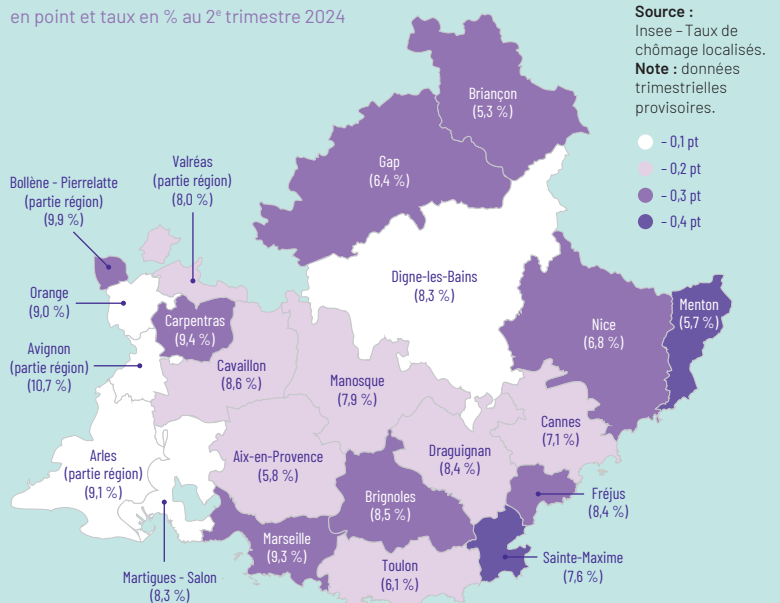 en point et taux en % au 2e trimestre 2024
Source :
Insee – Taux de
chômage localisés.
Note : données
trimestrielles
provisoires.
– 0,1 pt
– 0,2 pt
– 0,3 pt
– 0,4 pt
Briançon
(5,3 %)
Gap
(6,4 %)
Valréas
(partie région)
(8,0 %)
Bollène - Pierrelatte
(partie région)
(9,9 %)
Orange
(9,0 %)
Carpentras
(9,4 %)
Digne-les-Bains
(8,3 %)
Nice
(6,8 %)
Menton
(5,7 %)
Avignon
(partie région)
(10,7 %)
Cavaillon
(8,6 %)
Manosque
(7,9 %)
Cannes
(7,1 %)
Arles
(partie région)
(9,1 %)
Aix-en-Provence
(5,8 %)
Draguignan
(8,4 %)
Brignoles
(8,5 %)
Fréjus
(8,4 %)
Marseille
(9,3 %)
Toulon
(6,1 %)
Sainte-Maxime
(7,6 %)
Martigues - Salon
(8,3 %)